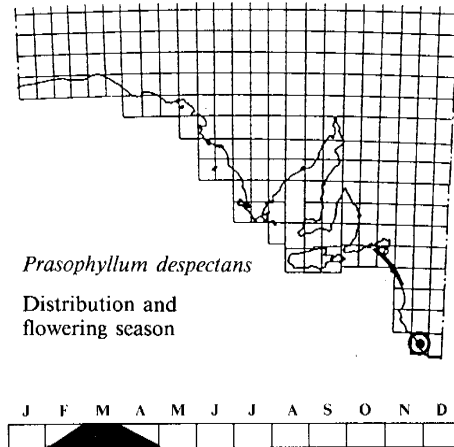 Prasophyllum despectans
Distribution and
flowering season
J F M A M J J A S O N D